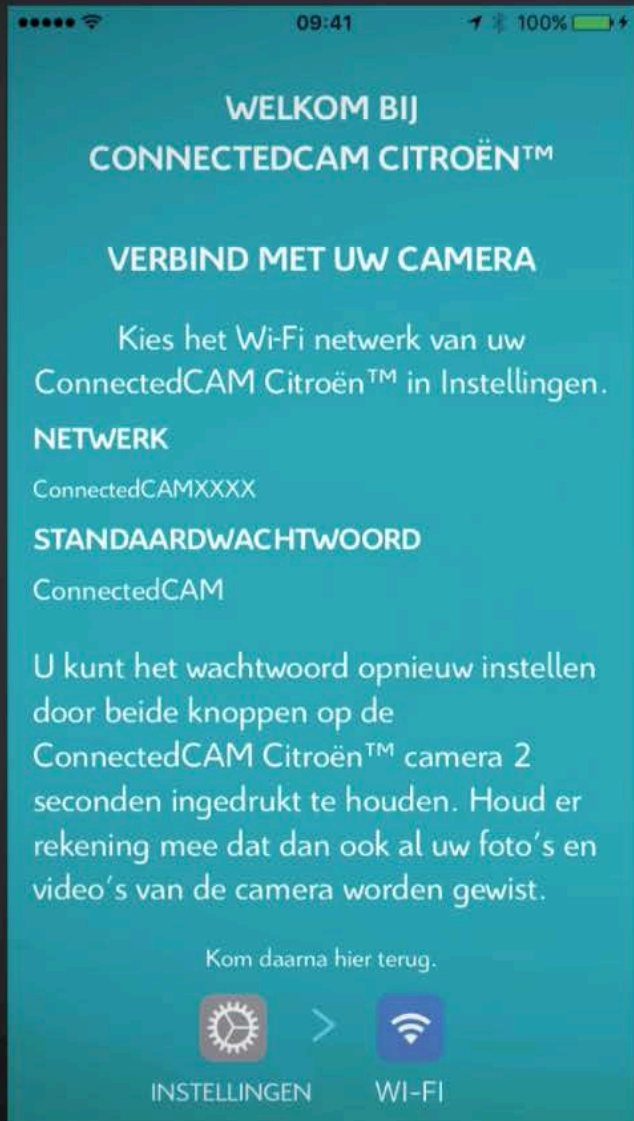 09:41
100%
WELKOM BIJ
CONNECTEDCAM CITROËN™
VERBIND MET UW CAMERA
Kies het Wi-Fi netwerk van uw
ConnectedCAM Citroën™ in Instellingen.
NETWERK
ConnectedCAMXXXX
STANDAARDWACHTWOORD
ConnectedCAM
U kunt het wachtwoord opnieuw instellen
door beide knoppen op de
ConnectedCAM Citroën™ camera 2
seconden ingedrukt te houden. Houd er
rekening mee dat dan ook al uw foto's en
video's van de camera worden gewist.
Kom daarna hier terug.
INSTELLINGEN
WI-FI